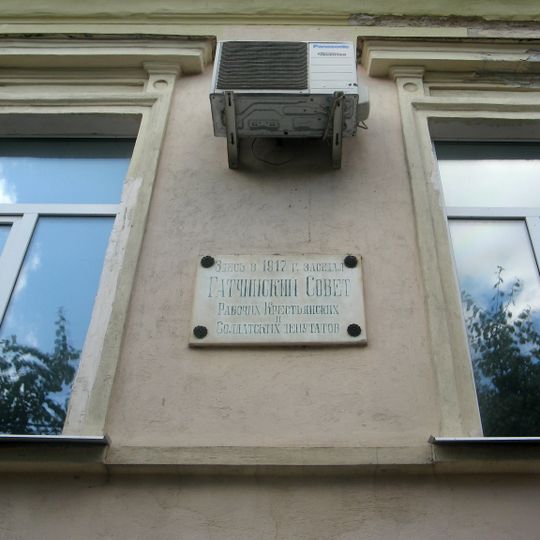 Panasonic
Здесь в 1917 г. заседал
Гатчинский Совет
Рабочих Крестьянских
и
Солдатских депутатов